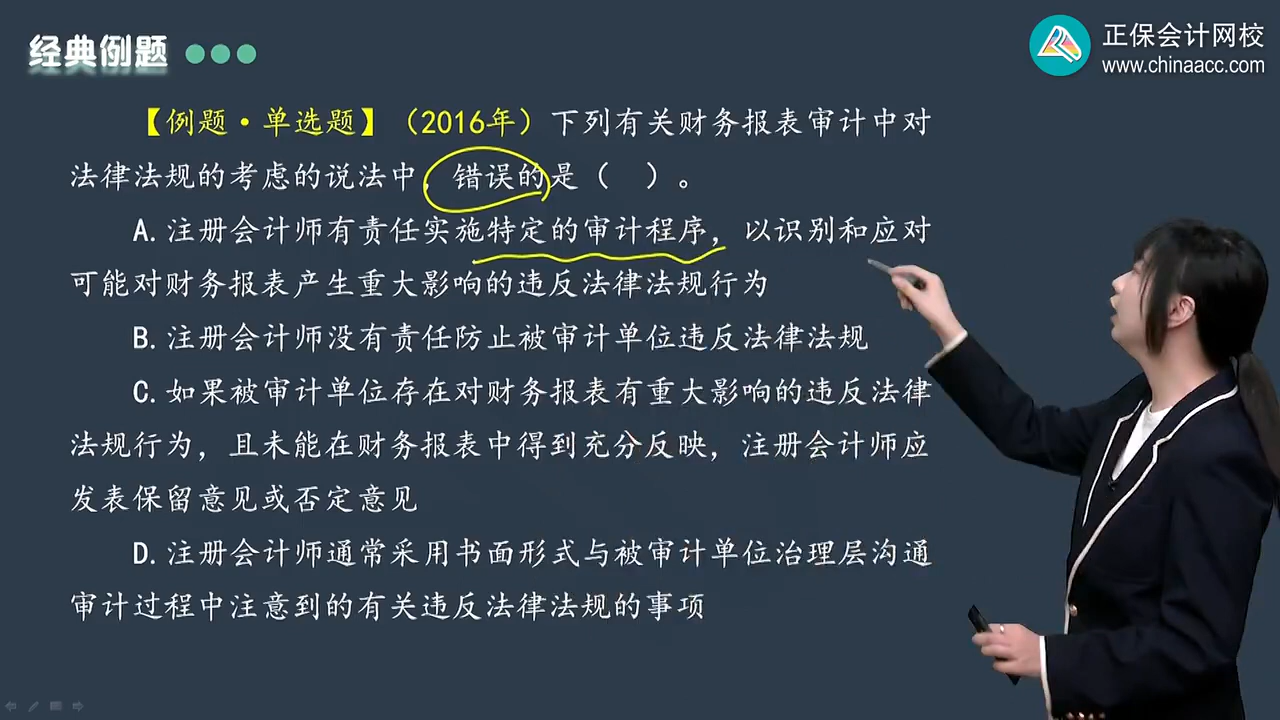 经典例题
正保会计网校
www.chinaacc.com
【例题·单选题】（2016年）下列有关财务报表审计中对
法律法规的考虑的说法中，错误的是（ ）。
A.注册会计师有责任实施特定的审计程序，以识别和应对
可能对财务报表产生重大影响的违反法律法规行为
B.注册会计师没有责任防止被审计单位违反法律法规
C.如果被审计单位存在对财务报表有重大影响的违反法律
法规行为，且未能在财务报表中得到充分反映，注册会计师应
发表保留意见或否定意见
D.注册会计师通常采用书面形式与被审计单位治理层沟通
审计过程中注意到的有关违反法律法规的事项